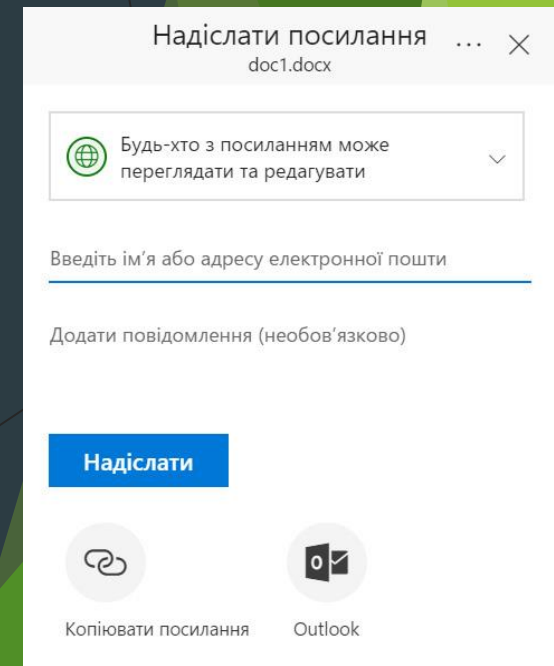 Надіслати посилання ...
doc1.docx
Будь-хто з посиланням може
переглядати та редагувати
Введіть ім’я або адресу електронної пошти
Додати повідомлення (необов’язково)
Надіслати
Копіювати посилання Outlook